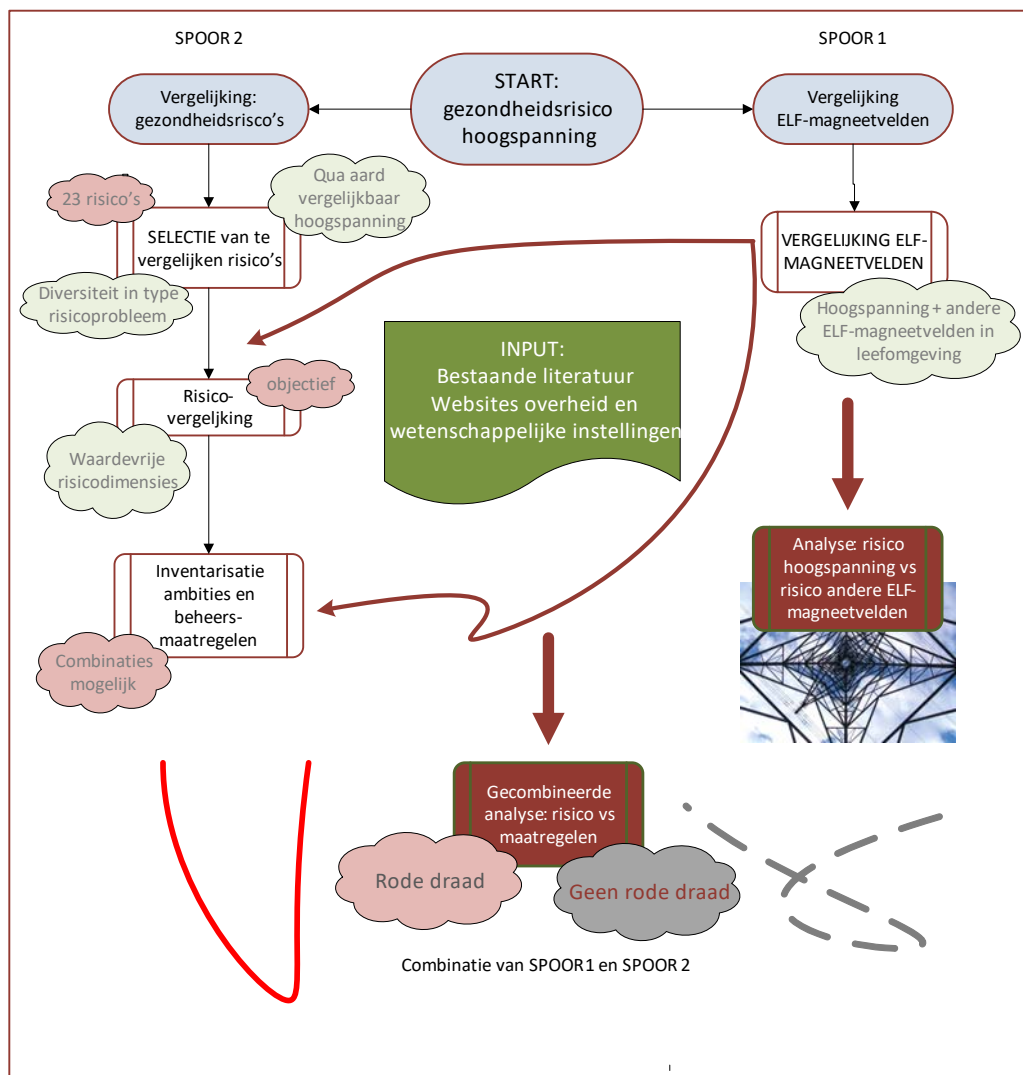 SPOOR 2
SPOOR 1
START:
gezondheidsrisico
hoogspanning
Vergelijking:
gezondheidsrisco's
Vergelijking
ELF-magneetvelden
23 risico's
Qua aard
vergelijkbaar
hoogspanning
SELECTIE van te
vergelijken risico's
Diversiteit in type
risicoprobleem
VERGELIJKING ELF-
MAGNEETVELDEN
Hoogspanning + andere
ELF-magneetvelden in
leefomgeving
INPUT:
Bestaande literatuur
Websites overheid en
wetenschappelijke instellingen
objectief
Risico-
vergeljking
Waardevrije
risicodimensies
Inventarisatie
ambities en
beheers-
maatregelen
Combinaties
mogelijk
Analyse: risico
hoogspanning vs
risico andere ELF-
magneetvelden
Gecombineerde
analyse: risico vs
maatregelen
Rode draad
Geen rode draad
Combinatie van SPOOR 1 en SPOOR 2